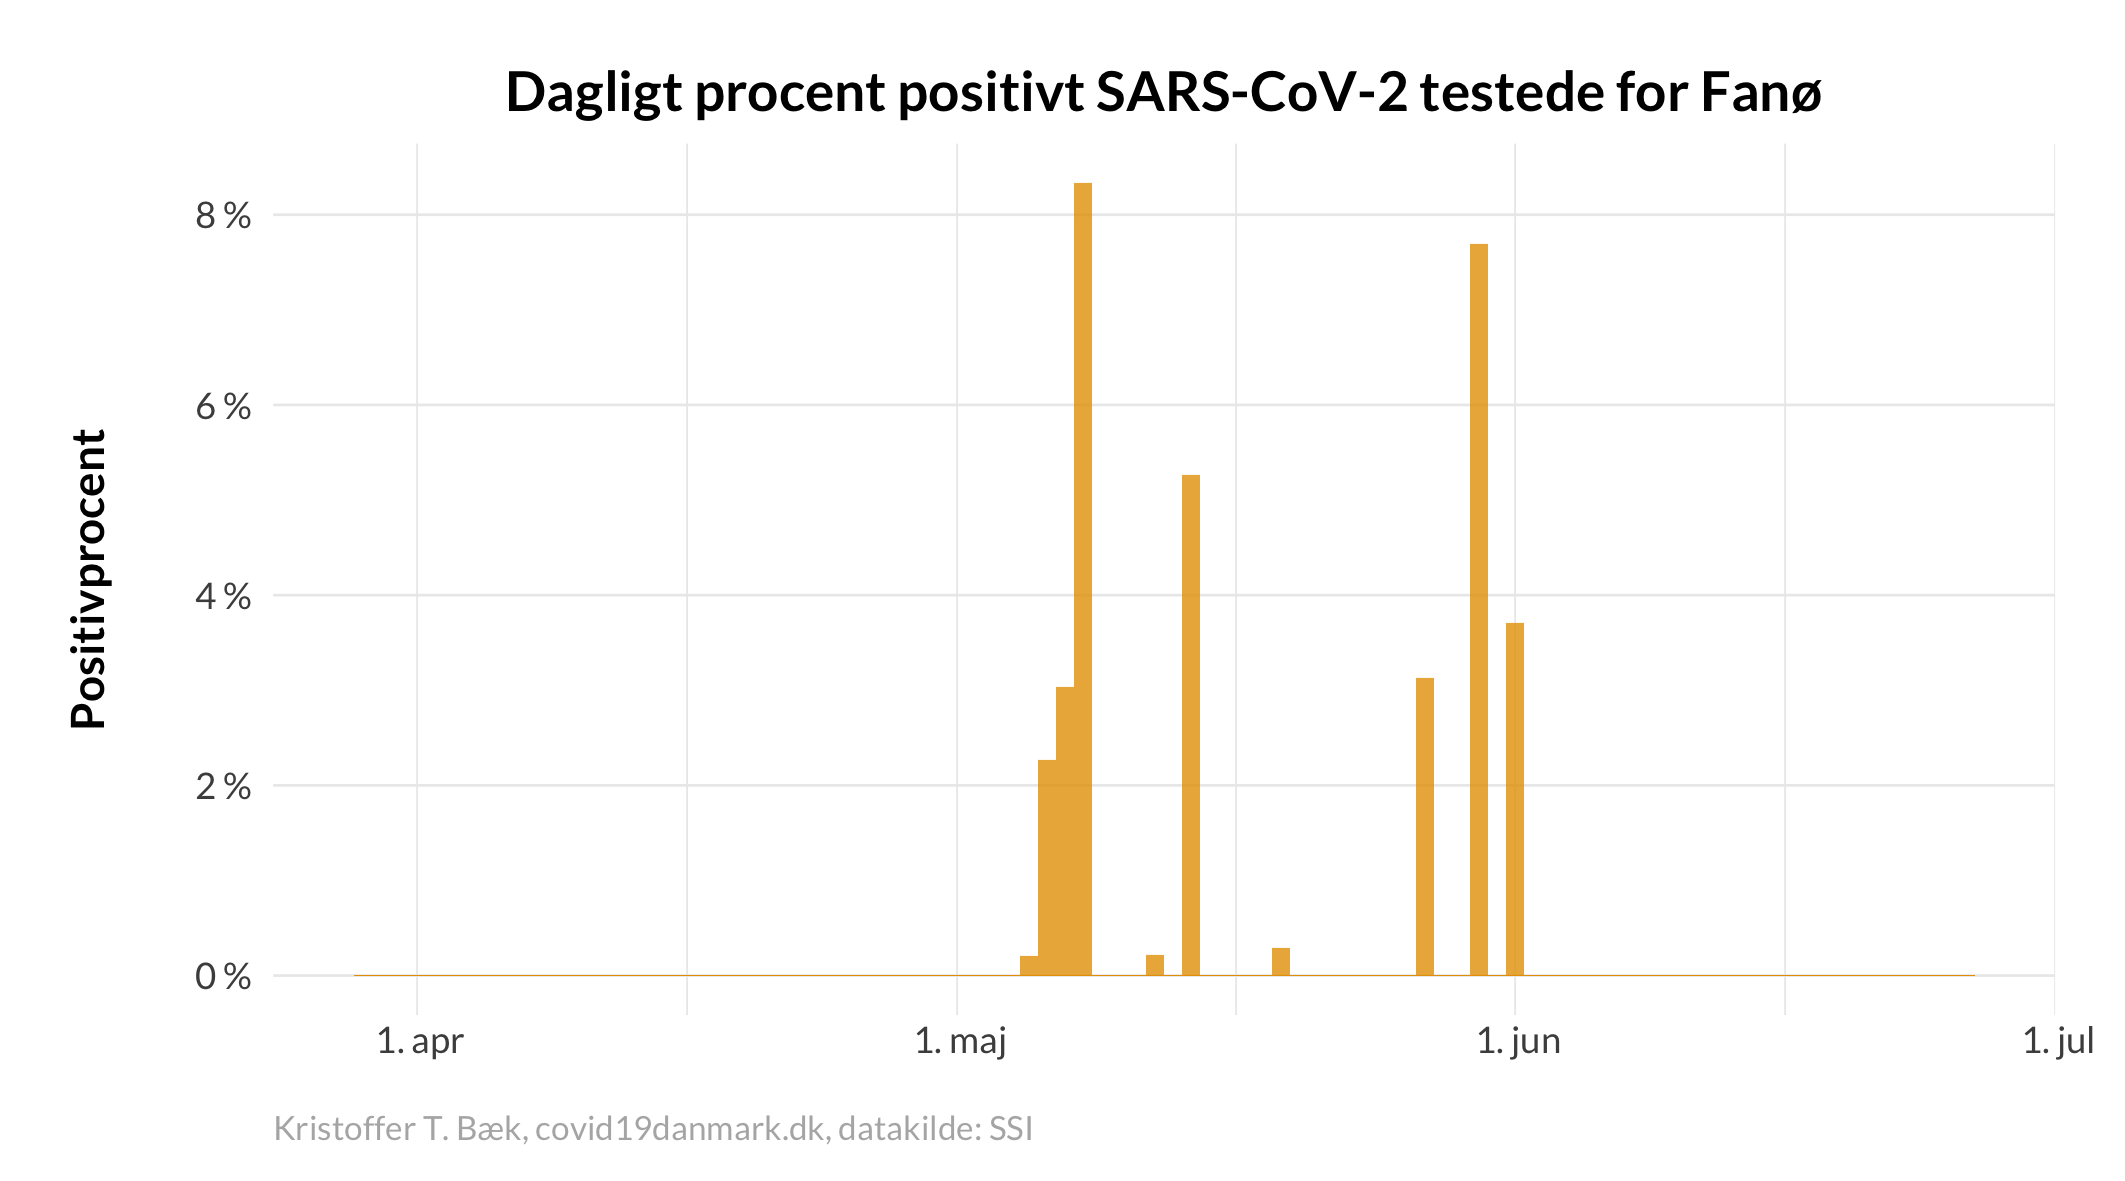 Dagligt procent positivt SARS-CoV-2 testede for Fanø
Positivprocent
8 %
6 %
4 %
2 %
0 %
1. apr
1. maj
1. jun
1. jul
Kristoffer T. Bæk, covid19danmark.dk, datakilde: SSI